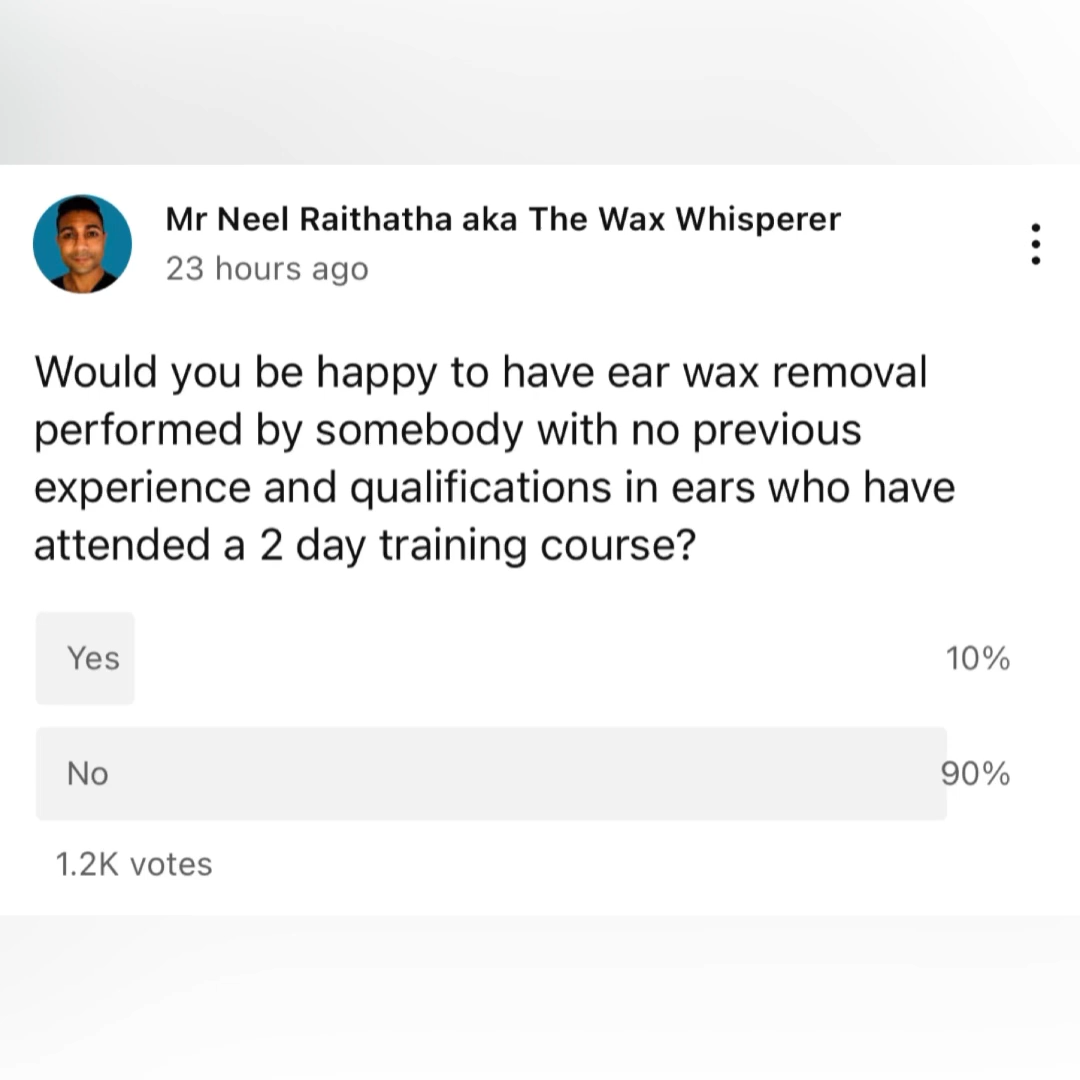 Mr Neel Raithatha aka The Wax Whisperer
23 hours ago
Would you be happy to have ear wax removal
performed by somebody with no previous
experience and qualifications in ears who have
attended a 2 day training course?
Yes 10%
No 90%
1.2K votes